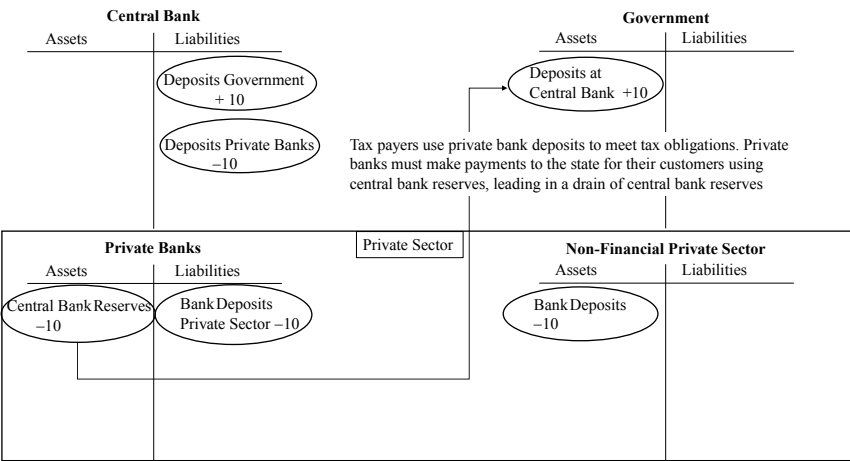 Central Bank
Assets Liabilities
Deposits Government
+ 10
Deposits Private Banks
–10
Government
Assets Liabilities
Deposits at
Central Bank +10
Tax payers use private bank deposits to meet tax obligations. Private
banks must make payments to the state for their customers using
central bank reserves, leading in a drain of central bank reserves
Private Sector
Private Banks
Assets Liabilities
Central Bank Reserves
–10
Bank Deposits
Private Sector –10
Non-Financial Private Sector
Assets Liabilities
Bank Deposits
–10